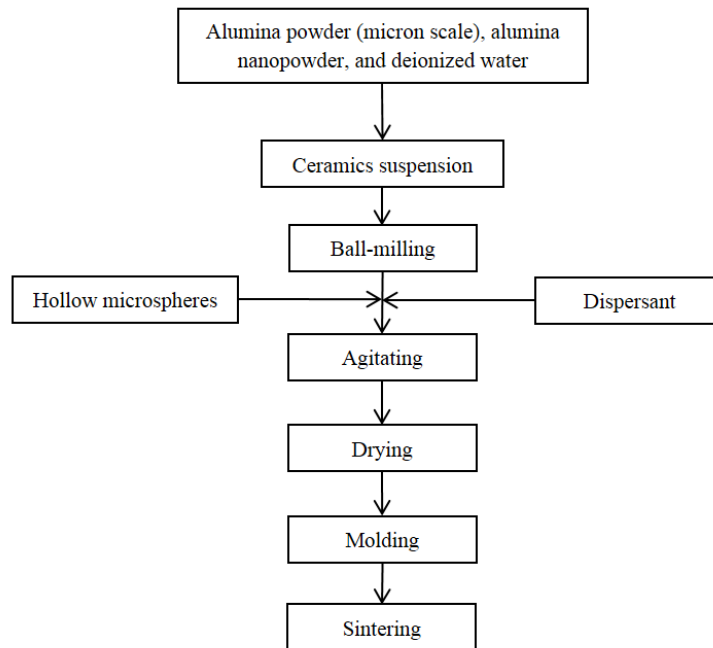 Alumina powder (micron scale), alumina
nanopowder, and deionized water
Ceramics suspension
Ball-milling
Hollow microspheres
Dispersant
Agitating
Drying
Molding
Sintering